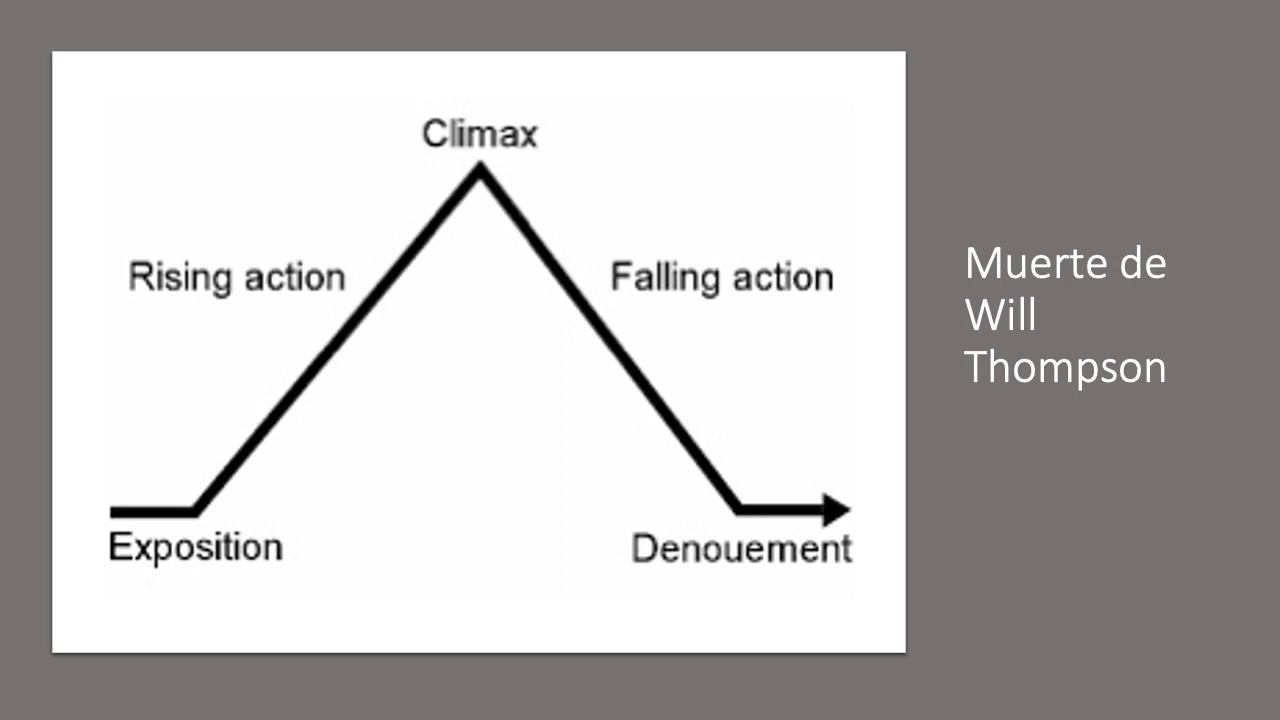 Climax
Rising action
Falling action
Exposition
Denouement
Muerte de
Will
Thompson